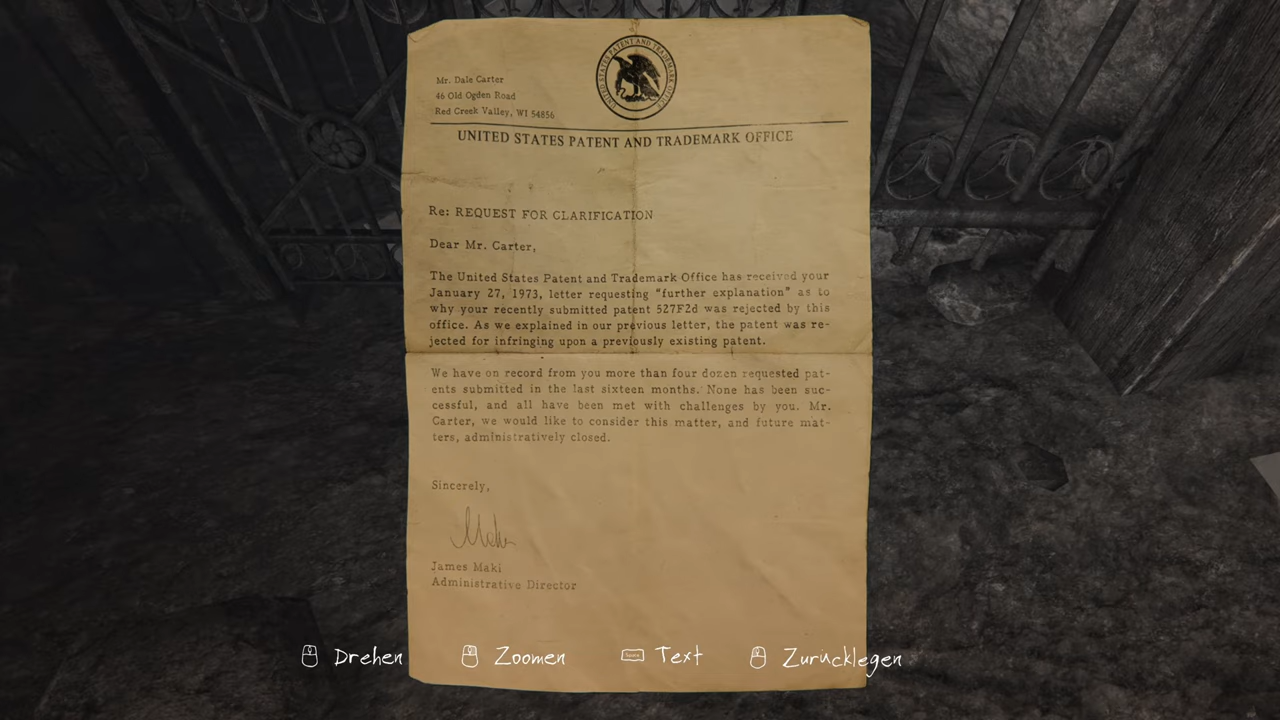 UNITED STATES PATENT AND TRADEMARK OFFICE
Mr. Dale Carter
46 Old Ogden Road
Red Creek Valley, WI 54856
UNITED STATES PATENT AND TRADEMARK OFFICE
Re: REQUEST FOR CLARIFICATION
Dear Mr. Carter,
The United States Patent and Trademark Office has received your
January 27, 1973, letter requesting "further explanation" as to
why your recently submitted patent 527F2d was rejected by this
office. As we explained in our previous letter, the patent was re-
jected for infringing upon a previously existing patent.
We have on record from you more than four dozen requested pat-
ents submitted in the last sixteen months. None has been suc-
cessful, and all have been met with challenges by you. Mr.
Carter, we would like to consider this matter, and future mat-
ters, administratively closed.
Sincerely,
James Maki
Administrative Director
Drehen
Zoomen
Text
Zurücklegen